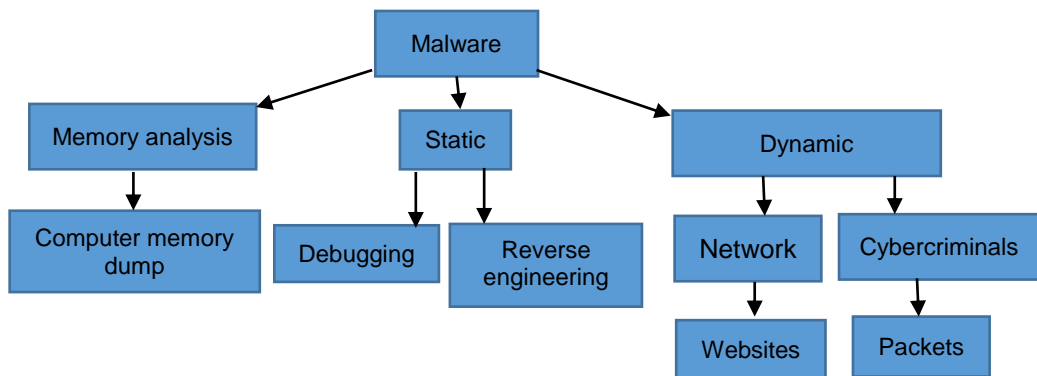 Malware
Memory analysis
Static
Dynamic
Computer memory
dump
Debugging
Reverse
engineering
Network
Cybercriminals
Websites
Packets